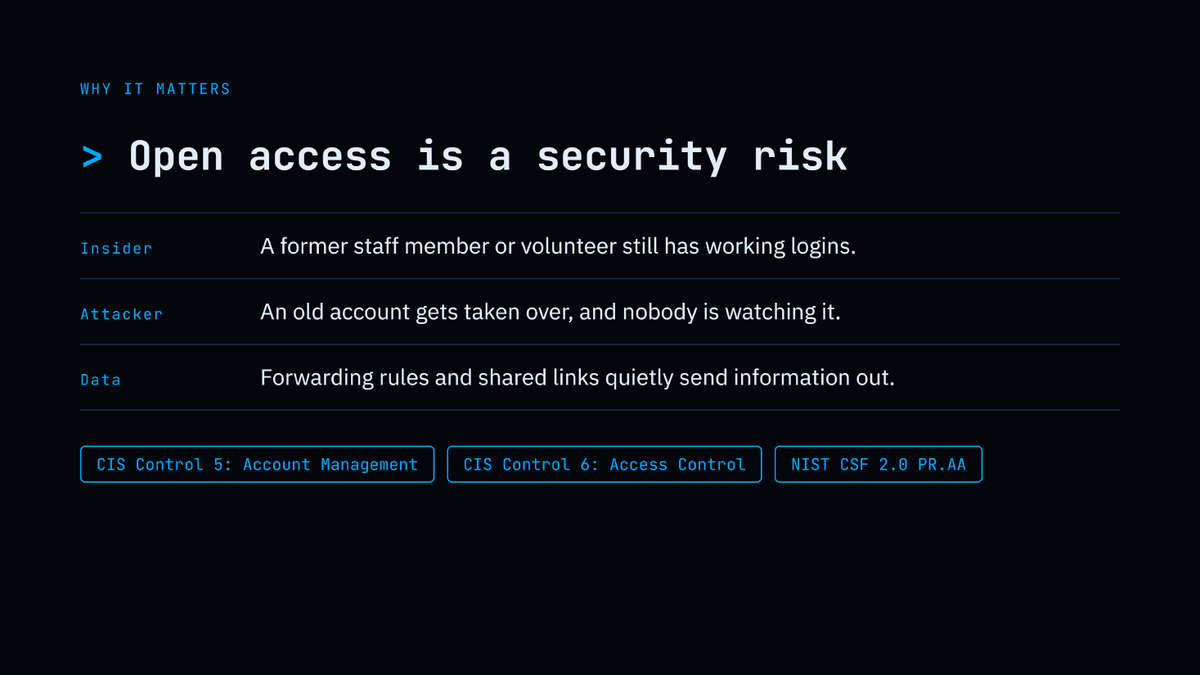 WHY IT MATTERS
> Open access is a security risk
Insider A former staff member or volunteer still has working logins.
Attacker An old account gets taken over, and nobody is watching it.
Data Forwarding rules and shared links quietly send information out.
CIS Control 5: Account Management CIS Control 6: Access Control NIST CSF 2.0 PR.AA